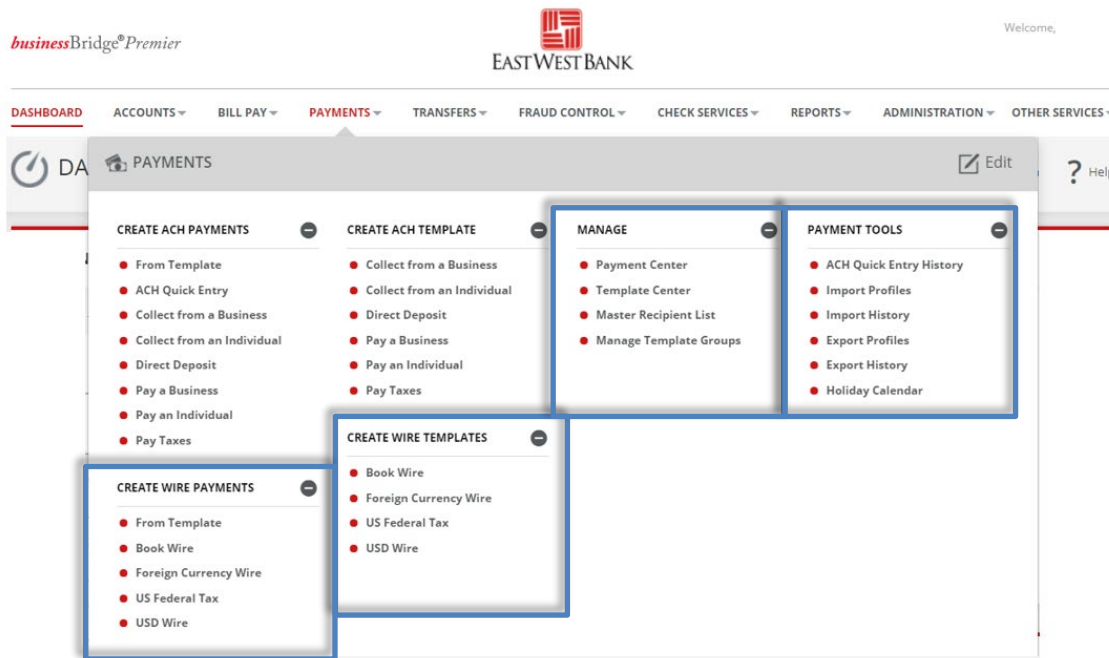 Welcome,
businessBridge®Premier
EAST WEST BANK
DASHBOARD ACCOUNTS BILL PAY PAYMENTS TRANSFERS FRAUD CONTROL CHECK SERVICES REPORTS ADMINISTRATION OTHER SERVICES
DA
PAYMENTS
Edit
? Help
CREATE ACH PAYMENTS
From Template
ACH Quick Entry
Collect from a Business
Collect from an Individual
Direct Deposit
Pay a Business
Pay an Individual
Pay Taxes
CREATE WIRE PAYMENTS
From Template
Book Wire
Foreign Currency Wire
US Federal Tax
USD Wire
CREATE ACH TEMPLATE
Collect from a Business
Collect from an Individual
Direct Deposit
Pay a Business
Pay an Individual
Pay Taxes
CREATE WIRE TEMPLATES
Book Wire
Foreign Currency Wire
US Federal Tax
USD Wire
MANAGE
Payment Center
Template Center
Master Recipient List
Manage Template Groups
PAYMENT TOOLS
ACH Quick Entry History
Import Profiles
Import History
Export Profiles
Export History
Holiday Calendar